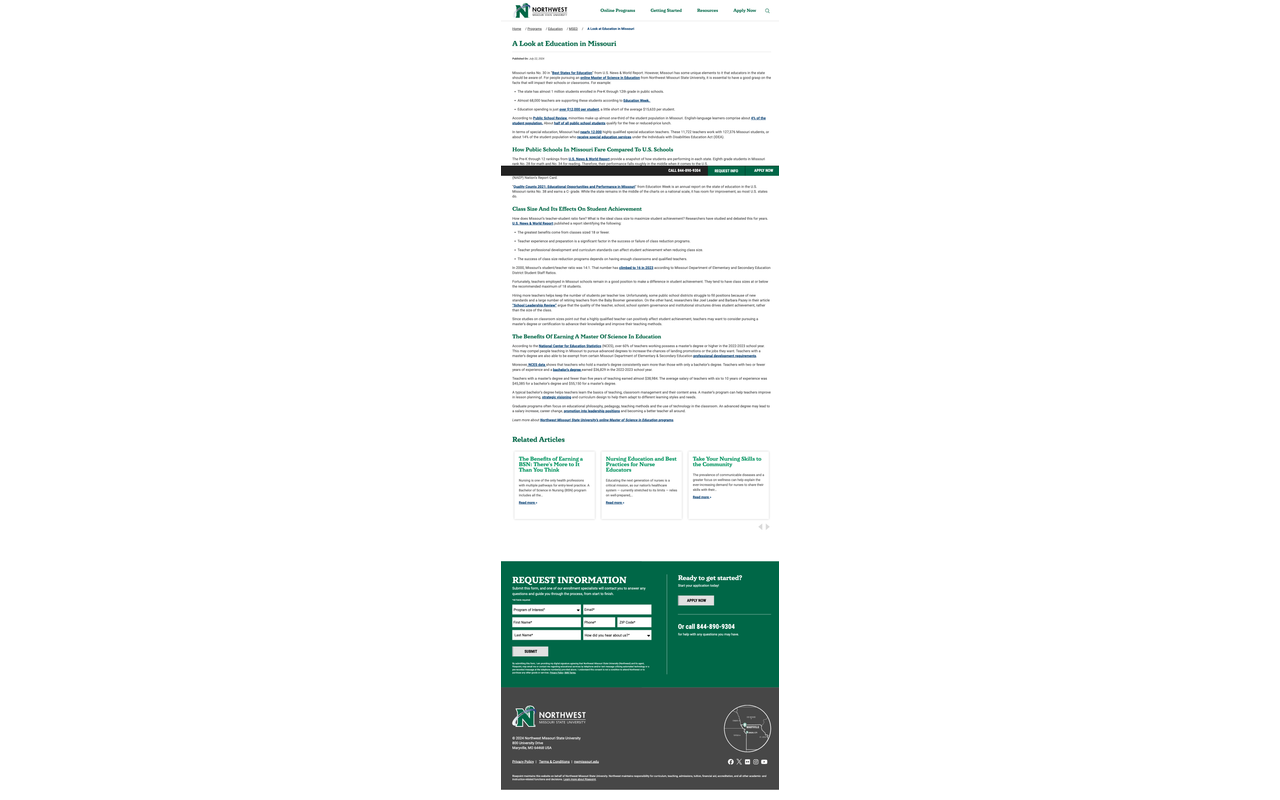 NORTHWEST
MISSOURI STATE UNIVERSITY
Online Programs
Getting Started
Resources
Apply Now
Home / Programs / Education / MSED / A Look at Education in Missouri
A Look at Education in Missouri
Missouri ranks No. 30 in "Best States for Education" from U.S. News & World Report. However, Missouri has some unique elements to it that educators in the state
should be aware of. For people pursuing an online Master of Science in Education from Northwest Missouri State University, it is essential to have a good grasp on the
facts that will impact their schools or classrooms. For example:
• The state has almost 1 million students enrolled in Pre-K through 12th grade in public schools.
• Almost 68,000 teachers are supporting these students according to Education Week.
• Education spending is just over $12,000 per student, a little short of the average $15,633 per student.
According to Public School Review, minorities make up almost one-third of the student population in Missouri. English-language learners comprise about 4% of the
student population. About half of all public school students qualify for the free or reduced price lunch.
In terms of special education, Missouri had nearly 12,000 highly qualified special education teachers. These 11,722 teachers work with 127,576 Missouri students, or
about 14% of the student population who receive special education services under the Individuals with Disabilities Education Act (IDEA).
How Public Schools In Missouri Fare Compared To U.S. Schools
The Pre-K through 12 rankings from U.S. News & World Report provide a snapshot of how students are performing in each state. Eighth grade students in Missouri
rank No. 28 for math and No. 24 for reading. Therefore, their performance falls roughly in the middle when it comes to the U.S.
CALL 844-890-9304
REQUEST INFO
APPLY NOW
(NAEP) Nation's Report Card.
"Quality Counts 2021: Educational Opportunities and Performance in Missouri" from Education Week is an annual report on the state of education in the U.S.
Missouri ranks No. 36 and earns a C- grade. While the state remains in the middle of the charts on a national scale, it has room for improvement, as most U.S. states
do.
Class Size And Its Effects On Student Achievement
How does Missouri's teacher-student ratio fare? What is the ideal class size to maximize student achievement? Researchers have studied and debated this for years.
U.S. News & World Report published a report identifying the following:
• The greatest benefits come from classes sized 18 or fewer.
• Teacher experience and preparation is a significant factor in the success or failure of class reduction programs.
• Teacher professional development and curriculum standards can affect student achievement when reducing class size.
• The success of class size reduction programs depends on having enough classrooms and qualified teachers.
In 2000, Missouri's student/teacher ratio was 14:1. That number has climbed to 16 in 2023 according to Missouri Department of Elementary and Secondary Education
District Student Staff Ratios.
Fortunately, teachers employed in Missouri schools remain in a good position to make a difference in student achievement. They tend to have class sizes at or below
the recommended maximum of 18 students.
Hiring more teachers helps keep the number of students per teacher low. Unfortunately, some public school districts struggle to fill positions because of new
standards and a large number of retiring teachers from the Baby Boomer generation. On the other hand, researchers like Joel Laster and Barbara Pazey in their article
"School Leadership Review" argue that the quality of the teacher, school, school system governance and institutional structures drives student achievement, rather
than the size of the class.
Since studies on classroom sizes point out that a highly qualified teacher can positively affect student achievement, teachers may want to consider pursuing a
master's degree or certification to advance their knowledge and improve their teaching methods.
The Benefits Of Earning A Master Of Science In Education
According to the National Center for Education Statistics (NCES), over 60% of teachers working possess a master's degree or higher in the 2022-2023 school year.
This may compel people teaching in Missouri to pursue advanced degrees to increase the chances of landing promotions or the jobs they want. Teachers with a
master's degree are also able to be exempt from certain Missouri Department of Elementary & Secondary Education professional development requirements.
Moreover, NCES data shows that teachers who hold a master's degree consistently earn more than those with only a bachelor's degree. Teachers with two or fewer
years of experience and a bachelor's degree earned $36,829 in the 2022-2023 school year.
Teachers with a master's degree and fewer than five years of teaching earned almost $38,984. The average salary of teachers with six to 10 years of experience was
$45,385 for a bachelor's degree and $50,150 for a master's degree.
A typical bachelor's degree helps teachers learn the basics of teaching, classroom management and their content area. A master's program can help teachers improve
in lesson planning, strategic visioning and curriculum design to help them adapt to different learning styles and needs.
Graduate programs often focus on educational philosophy, pedagogy, teaching methods and the use of technology in the classroom. An advanced degree may lead to
a salary increase, career change, promotion into leadership positions and becoming a better teacher all around.
Learn more about Northwest Missouri State University's online Master of Science in Education programs.
Related Articles
The Benefits of Earning a
BSN: There's More to It
Than You Think
Nursing is one of the only health professions
with multiple pathways for entry-level practice. A
Bachelor of Science in Nursing (BSN) program
includes all the...
Read more
Nursing Education and Best
Practices for Nurse
Educators
Educating the next generation of nurses is a
critical mission, as our nation's healthcare
system — currently stretched to its limits — relies
on well-prepared,...
Read more
Take Your Nursing Skills to
the Community
The prevalence of communicable diseases and a
greater focus on wellness can help explain the
ever-increasing demand for nurses to share their
skills with their...
Read more
REQUEST INFORMATION
Submit this form, and one of our enrollment specialists will contact you to answer any
questions and guide you through the process, from start to finish.
Program of Interest*
Email*
First Name*
Phone*
ZIP Code*
Last Name*
How did you hear about us?*
SUBMIT
Ready to get started?
Start your application today!
APPLY NOW
Or call 844-890-9304
for help with any questions you may have.
NORTHWEST
MISSOURI STATE UNIVERSITY
© 2024 Northwest Missouri State University
800 University Drive
Maryville, MO 64468 USA
Privacy Policy | Terms & Conditions | nwmissouri.edu